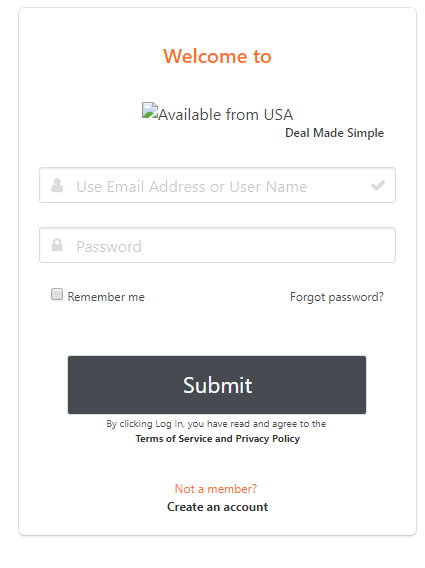 Welcome to
Available from USA
Deal Made Simple
Use Email Address or User Name
Password
Remember me
Forgot password?
Submit
By clicking Log In, you have read and agree to the
Terms of Service and Privacy Policy
Not a member?
Create an account